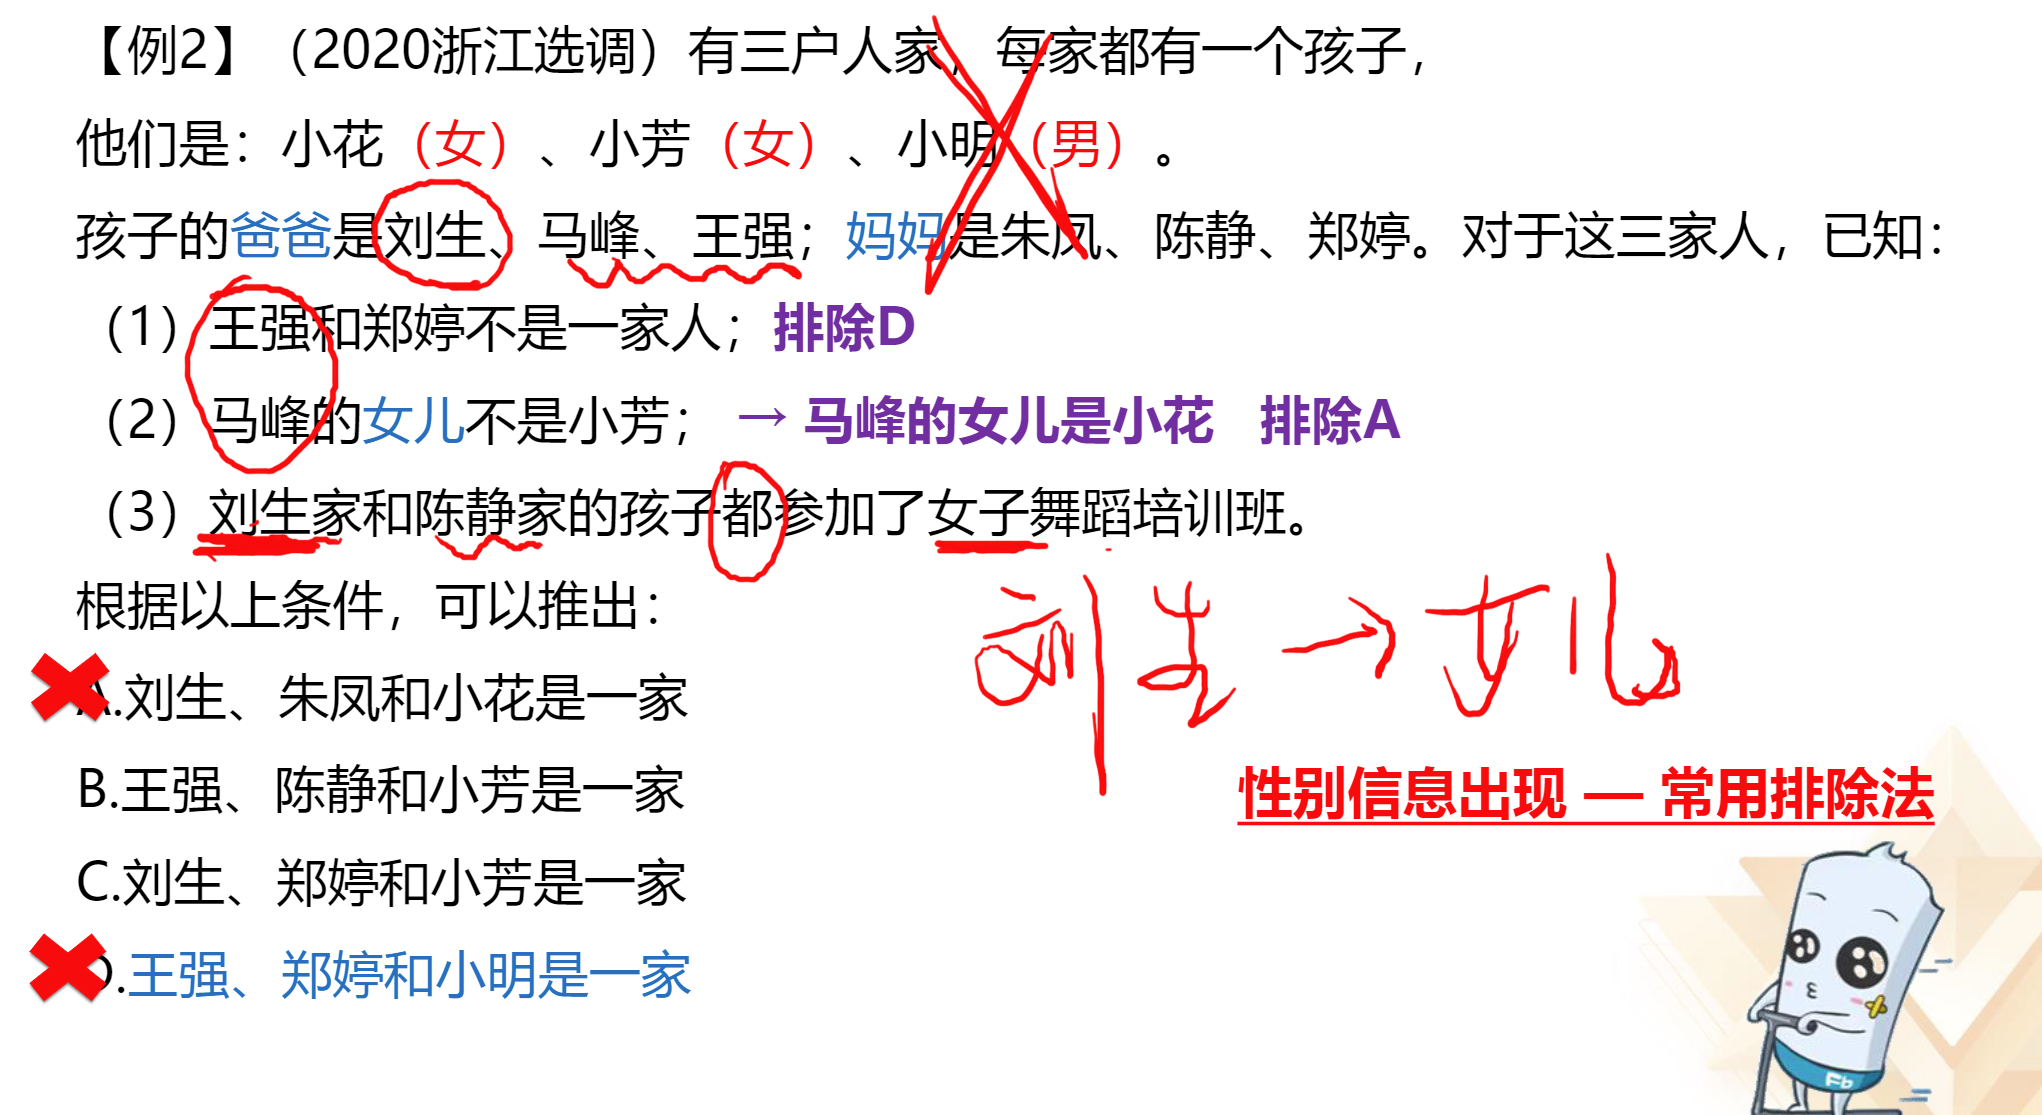 【例2】（2020浙江选调）有三户人家，每家都有一个孩子，
他们是：小花（女）、小芳（女）、小明（男）。
孩子的爸爸是刘生、马峰、王强；妈妈是朱凤、陈静、郑婷。对于这三家人，已知：
（1）王强和郑婷不是一家人；排除D
（2）马峰的女儿不是小芳；→ 马峰的女儿是小花 排除A
（3）刘生家和陈静家的孩子都参加了女子舞蹈培训班。
根据以上条件，可以推出：
刘生→女儿
A.刘生、朱凤和小花是一家
B.王强、陈静和小芳是一家
性别信息出现 — 常用排除法
C.刘生、郑婷和小芳是一家
D.王强、郑婷和小明是一家
Fb